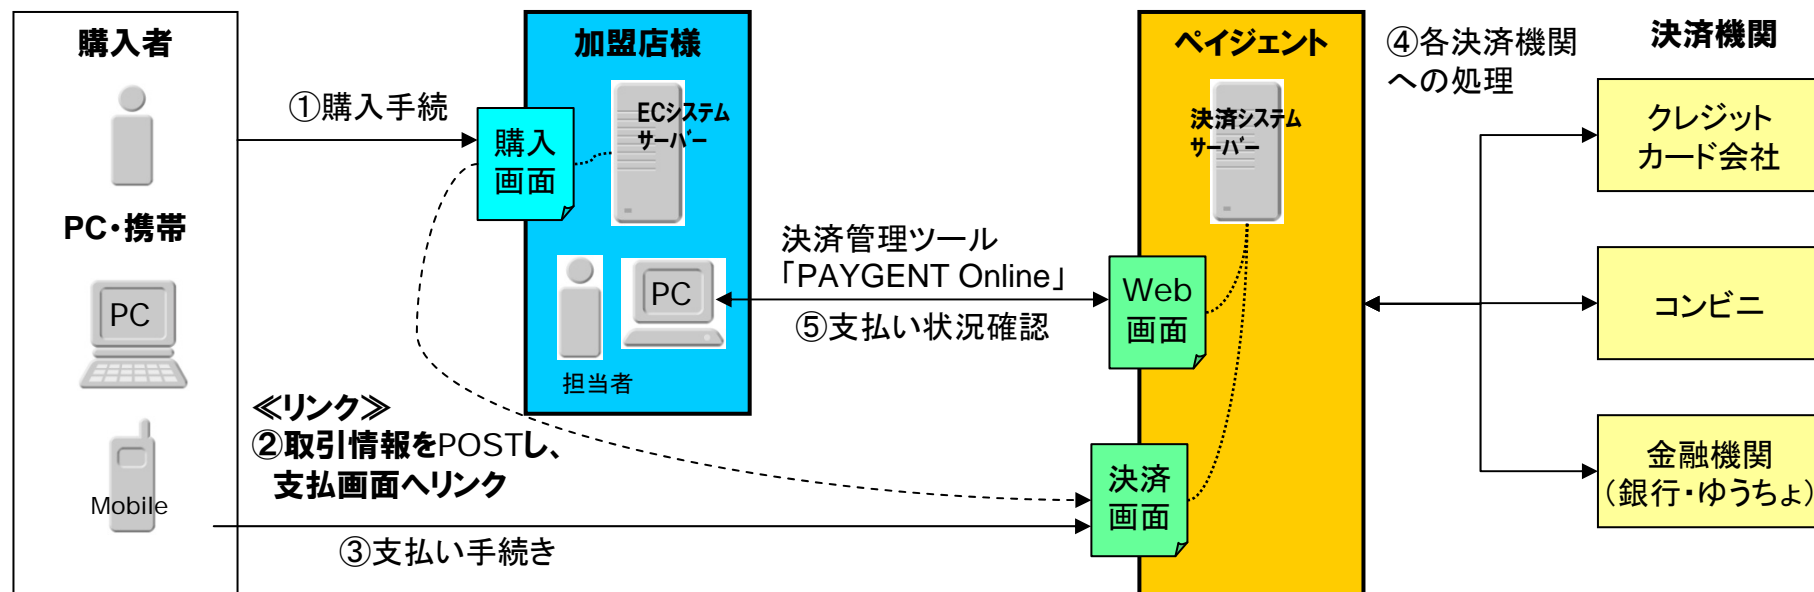 購入者
PC・携帯
PC
Mobile
①購入手続
≪リンク≫
②取引情報をPOSTし、
支払画面へリンク
③支払い手続き
加盟店様
購入
画面
ECシステム
サーバー
PC
担当者
決済管理ツール
「PAYGENT Online」
⑤支払い状況確認
ペイジェント
決済システム
サーバー
Web
画面
決済
画面
④各決済機関
への処理
決済機関
クレジット
カード会社
コンビニ
金融機関
（銀行・ゆうちょ）